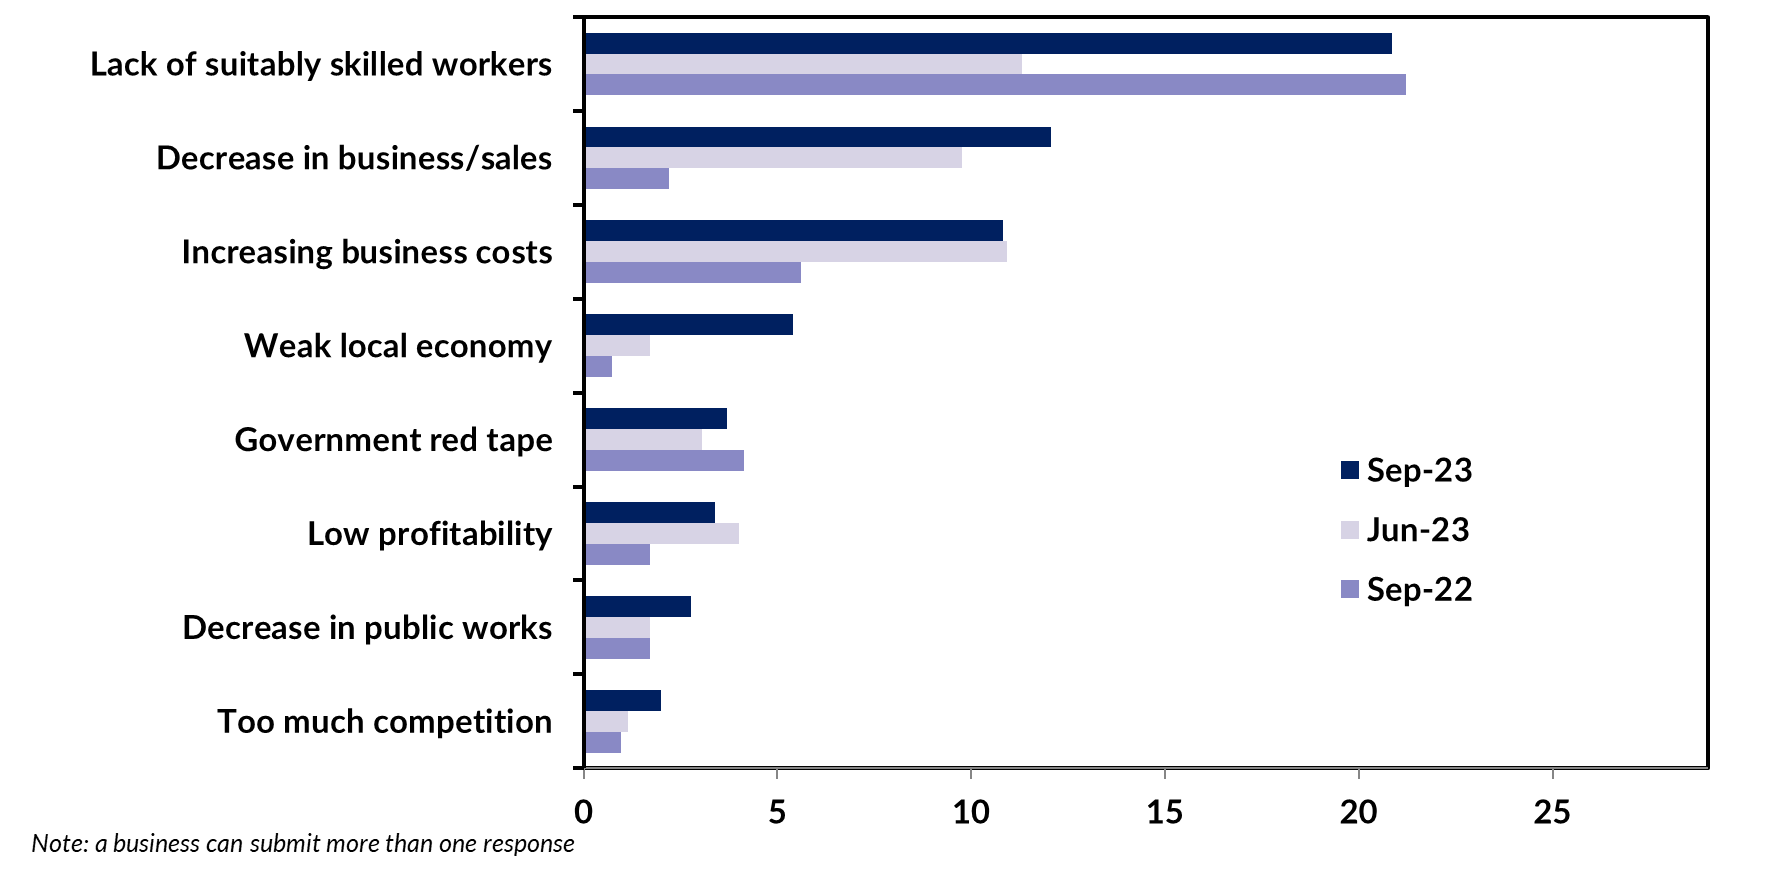 Lack of suitably skilled workers
Decrease in business/sales
Increasing business costs
Weak local economy
Government red tape
Low profitability
Decrease in public works
Too much competition
Sep-23
Jun-23
Sep-22
0 5 10 15 20 25
Note: a business can submit more than one response